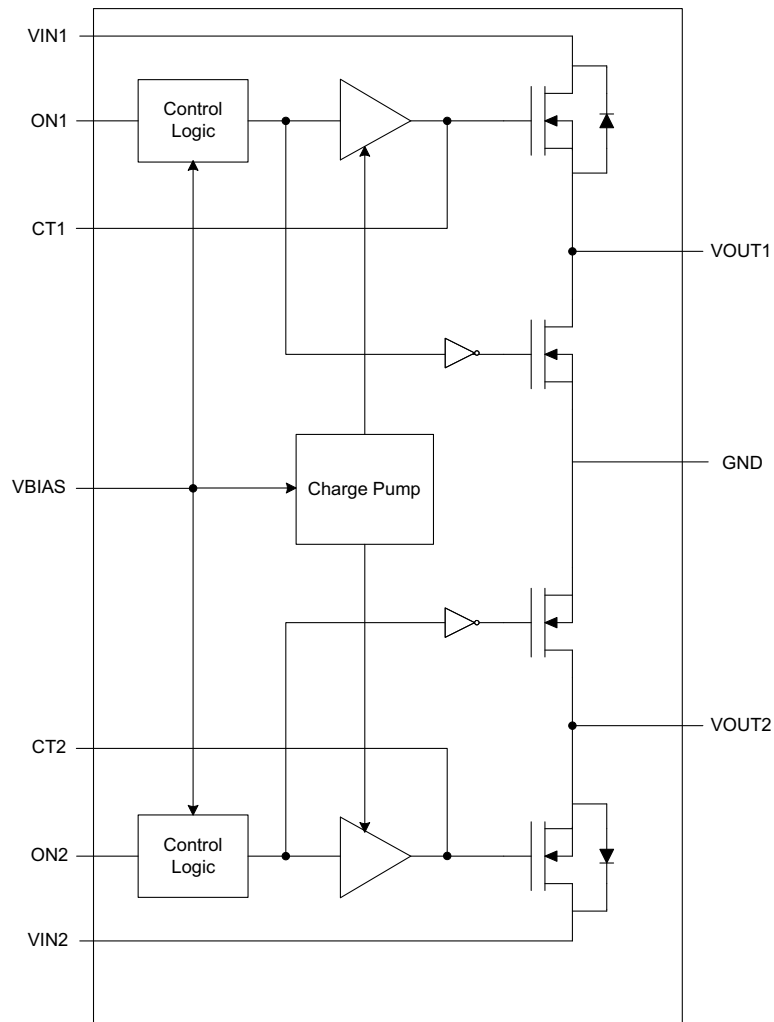 VIN1
Control
Logic
ON1
CT1
VOUT1
GND
VBIAS
Charge Pump
VOUT2
CT2
Control
Logic
ON2
VIN2